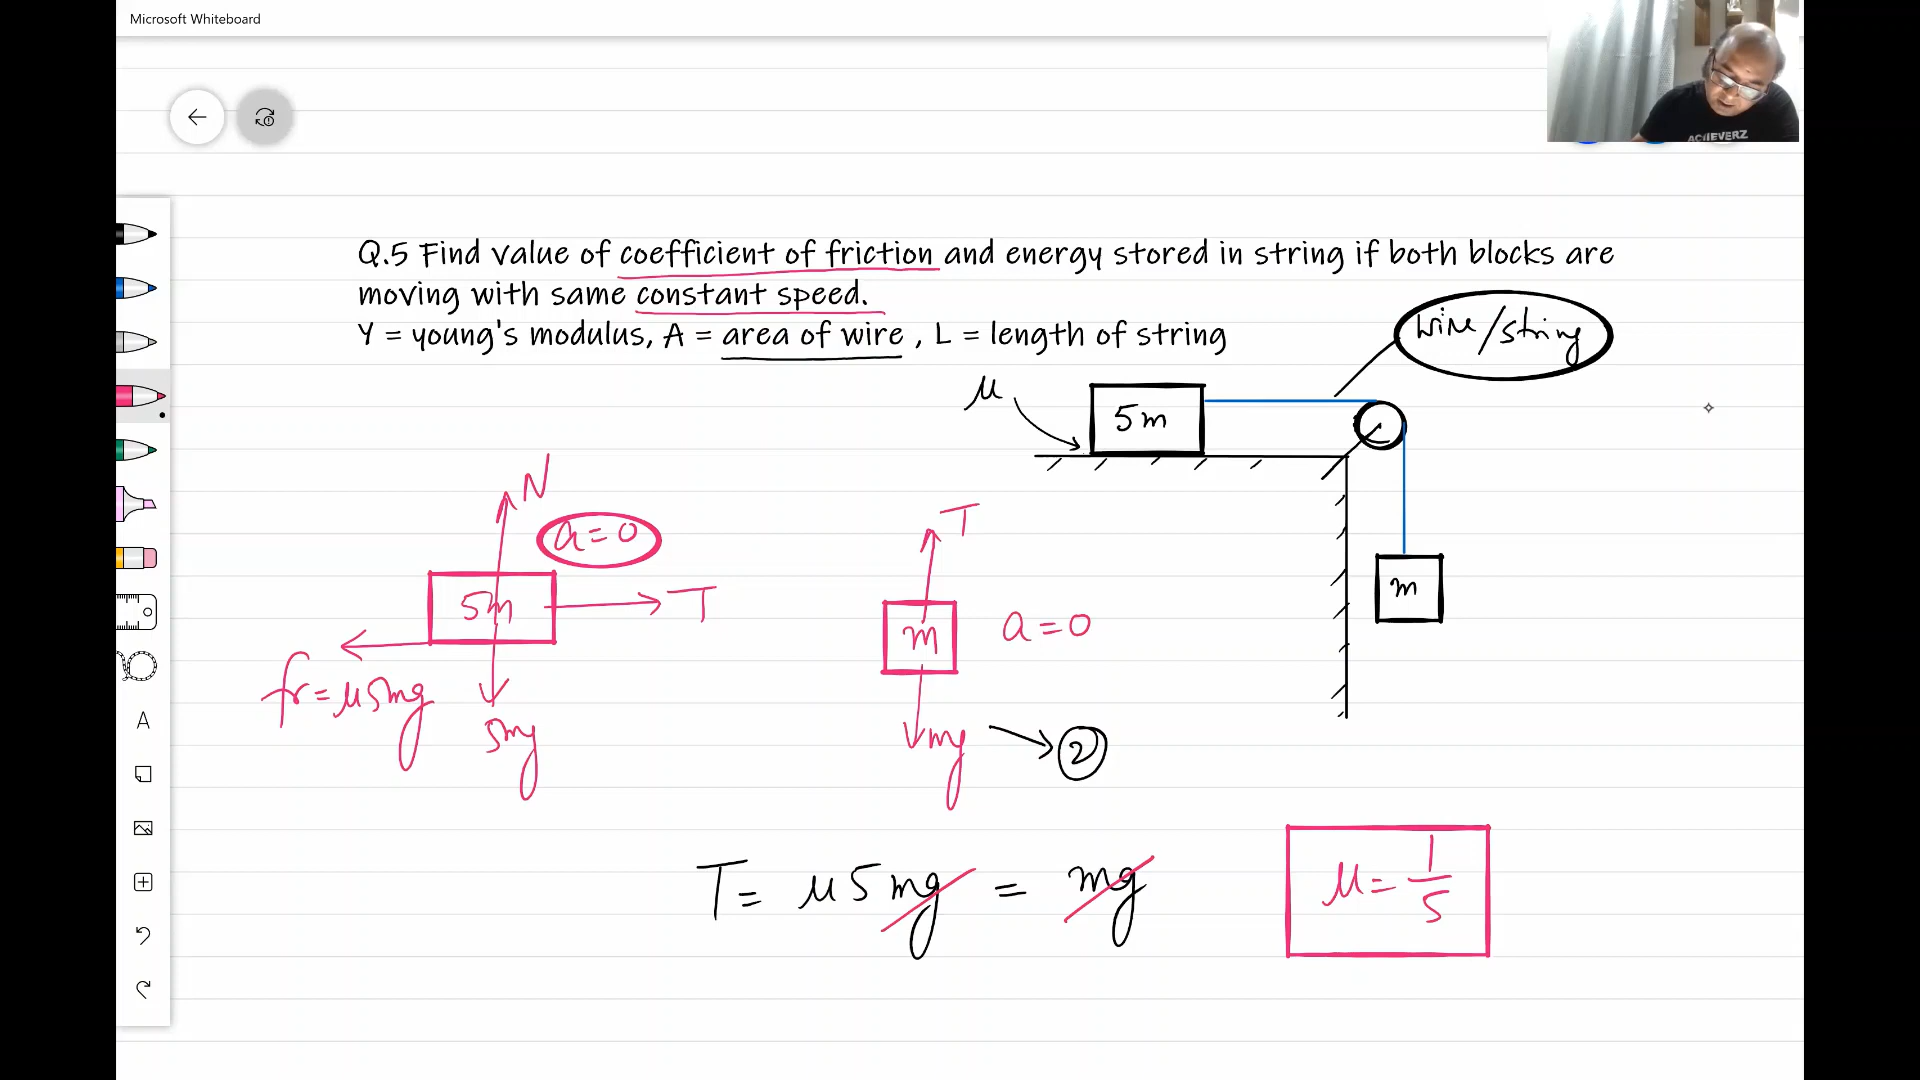 Microsoft Whiteboard
ACHIEVERZ
Q.5 Find value of coefficient of friction and energy stored in string if both blocks are
moving with same constant speed.
Y = young's modulus, A = area of wire , L = length of string
wire/string
μ
5m
m
N
a = 0
5m
T
fr = μ5mg
5mg
T
m
a = 0
mg
2
T = μ5mg = mg
μ = 1/5
A